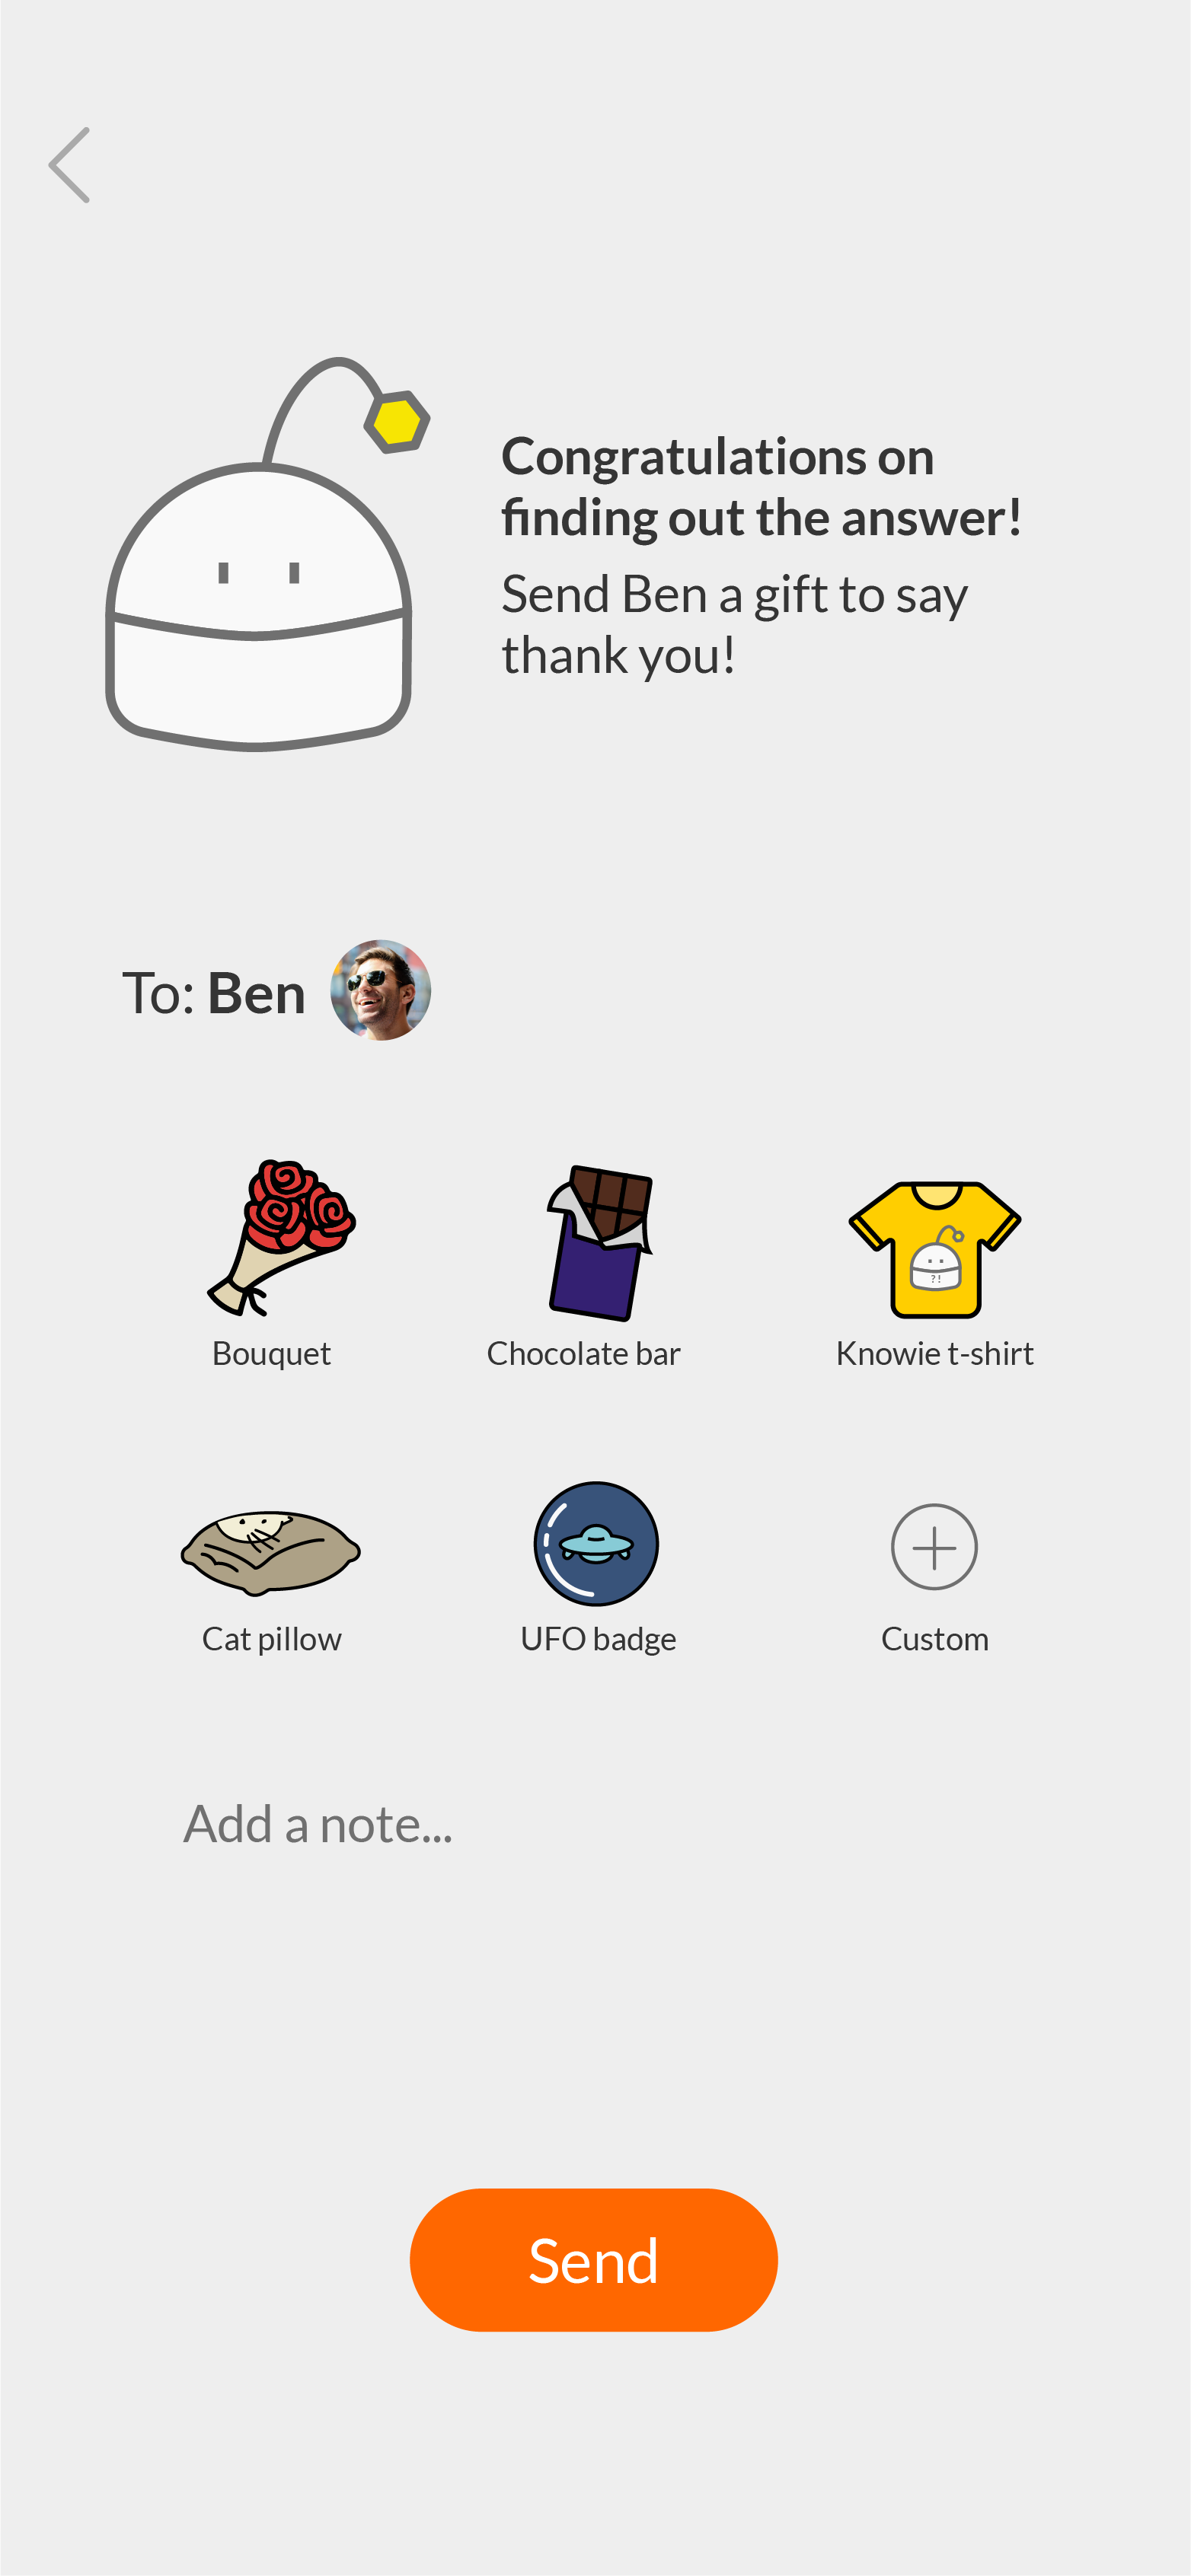 Congratulations on
finding out the answer!
Send Ben a gift to say
thank you!
To: Ben
?!
Bouquet
Chocolate bar
Knowie t-shirt
Cat pillow
UFO badge
Custom
Add a note...
Send